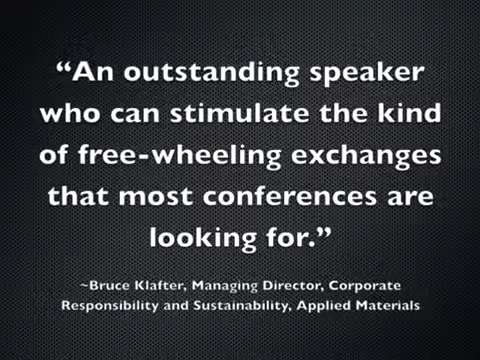 “An outstanding speaker
who can stimulate the kind
of free-wheeling exchanges
that most conferences are
looking for.”
~Bruce Klafter, Managing Director, Corporate
Responsibility and Sustainability, Applied Materials